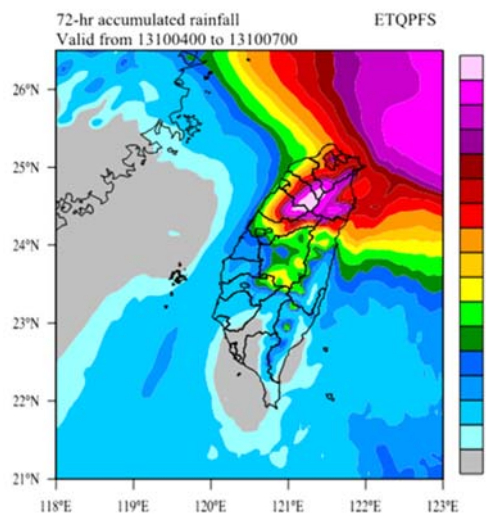 72-hr accumulated rainfall ETQPFS
Valid from 13100400 to 13100700
26°N
25°N
24°N
23°N
22°N
21°N
118°E 119°E 120°E 121°E 122°E 123°E